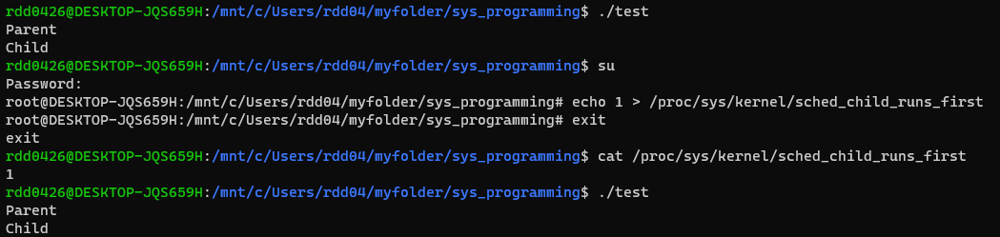 rdd0426@DESKTOP-JQS659H:/mnt/c/Users/rdd04/myfolder/sys_programming$ ./test
Parent
Child
rdd0426@DESKTOP-JQS659H:/mnt/c/Users/rdd04/myfolder/sys_programming$ su
Password:
root@DESKTOP-JQS659H:/mnt/c/Users/rdd04/myfolder/sys_programming# echo 1 > /proc/sys/kernel/sched_child_runs_first
root@DESKTOP-JQS659H:/mnt/c/Users/rdd04/myfolder/sys_programming# exit
exit
rdd0426@DESKTOP-JQS659H:/mnt/c/Users/rdd04/myfolder/sys_programming$ cat /proc/sys/kernel/sched_child_runs_first
1
rdd0426@DESKTOP-JQS659H:/mnt/c/Users/rdd04/myfolder/sys_programming$ ./test
Parent
Child